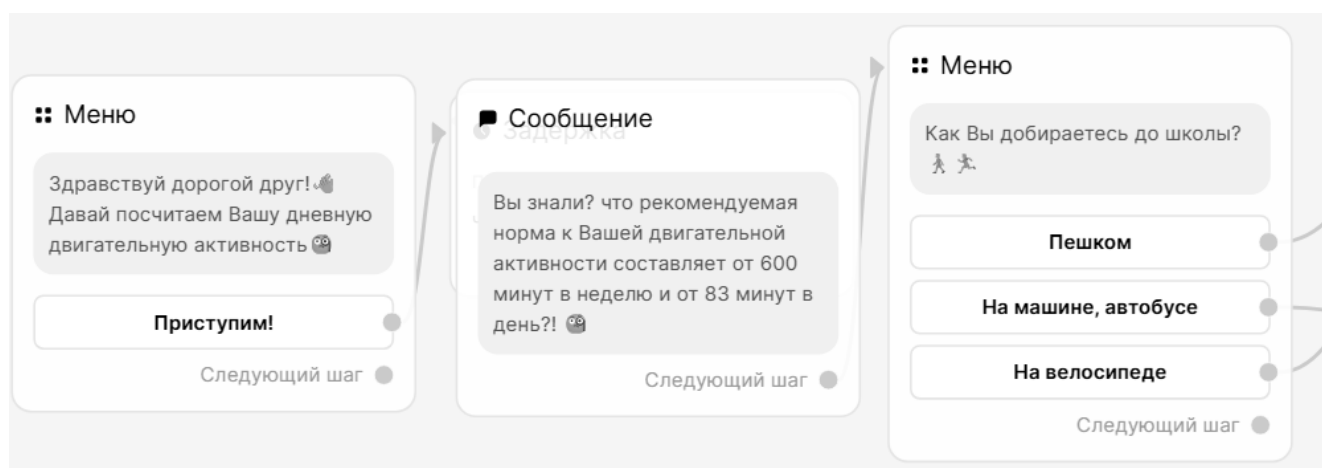 Меню
Здравствуй дорогой друг!👋
Давай посчитаем Вашу дневную
двигательную активность
Приступим!
Следующий шаг
Сообщение
Задержка
Вы знали? что рекомендуемая
норма к Вашей двигательной
активности составляет от 600
минут в неделю и от 83 минут в
день?!
Следующий шаг
Меню
Как Вы добираетесь до школы?
🚶🏃
Пешком
На машине, автобусе
На велосипеде
Следующий шаг